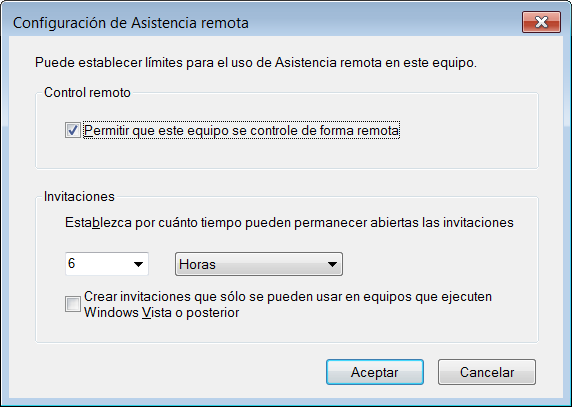 Configuración de Asistencia remota
Puede establecer límites para el uso de Asistencia remota en este equipo.
Control remoto
Permitir que este equipo se controle de forma remota
Invitaciones
Establezca por cuánto tiempo pueden permanecer abiertas las invitaciones
6 Horas
Crear invitaciones que sólo se pueden usar en equipos que ejecuten
Windows Vista o posterior
Aceptar Cancelar